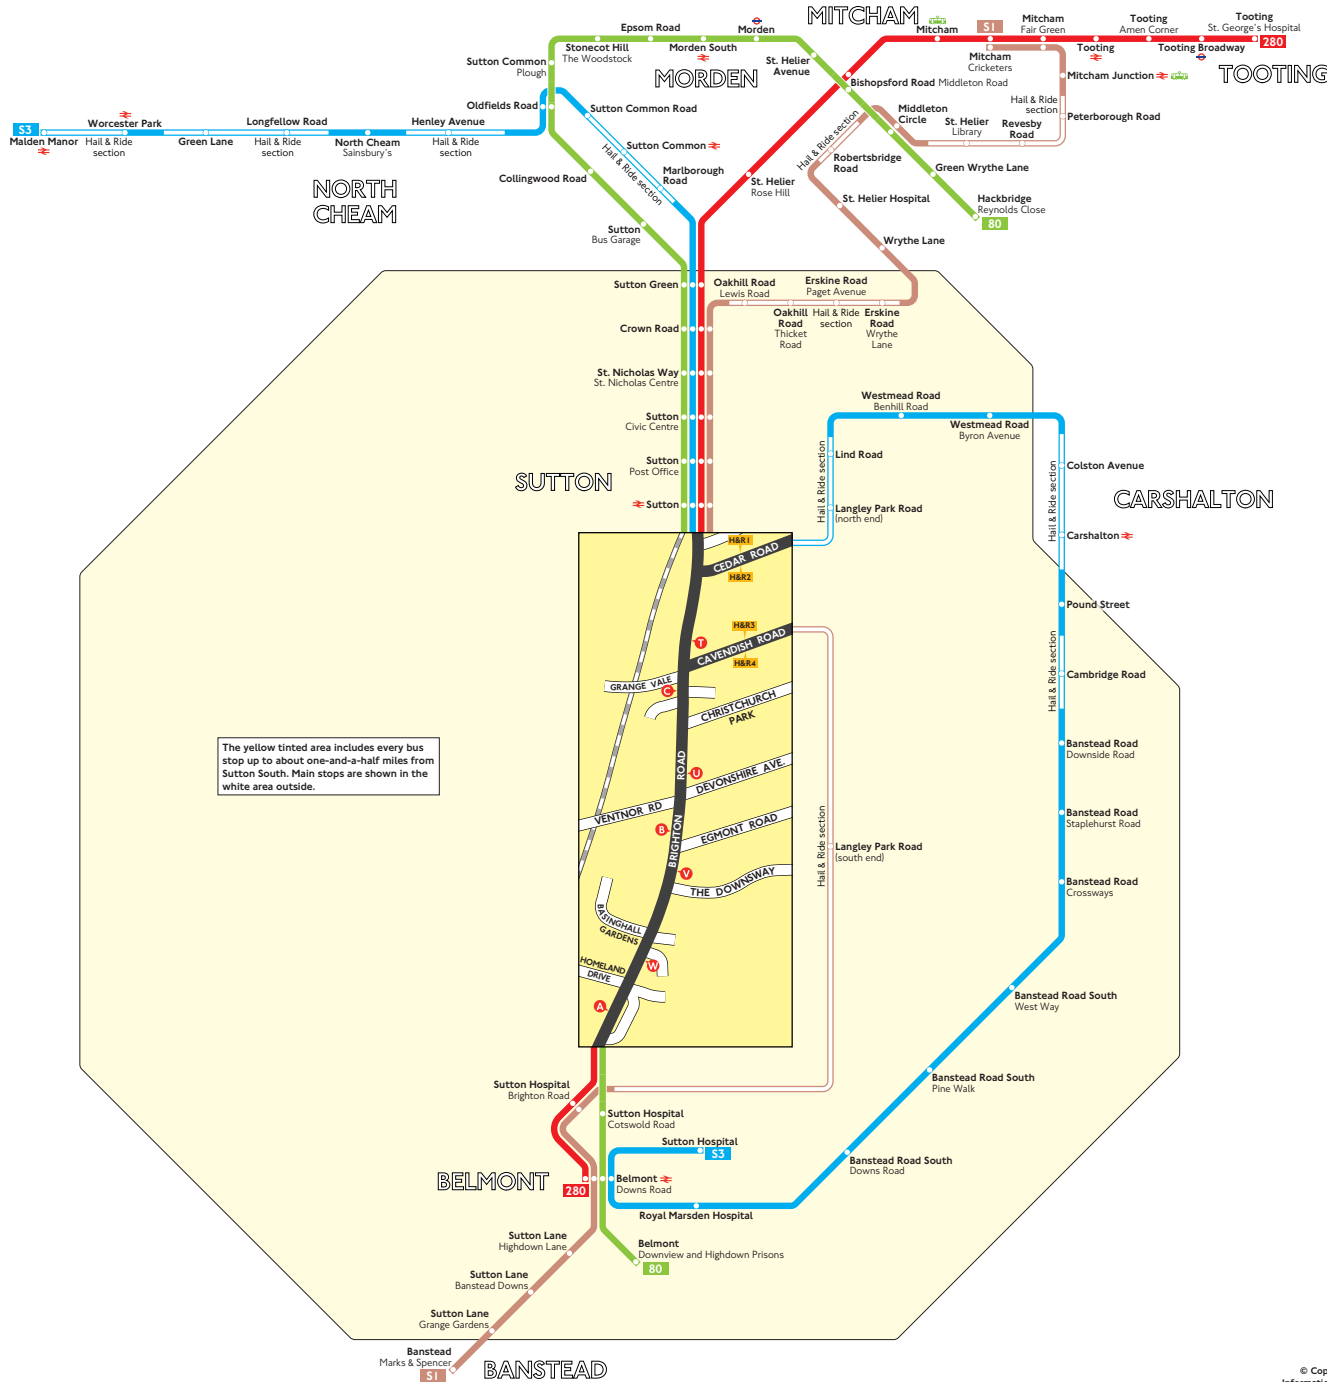 MITCHAM
Epsom Road
Morden
Mitcham
S1
Mitcham
Fair Green
Tooting
Amen Corner
Tooting
St. George's Hospital
280
Stonecot Hill
The Woodstock
Morden South
Tooting
Tooting Broadway
TOOTING
Sutton Common
Plough
MORDEN
St. Helier
Avenue
Mitcham
Cricketers
Mitcham Junction
Bishopsford Road Middleton Road
Oldfields Road
Sutton Common Road
Middleton
Circle
Hail & Ride
section
Peterborough Road
S3
Malden Manor
Worcester Park
Hail & Ride
section
Green Lane
Longfellow Road
Hail & Ride
section
North Cheam
Sainsbury's
Henley Avenue
Hail & Ride
section
St. Helier
Library
Revesby
Road
Sutton Common
Hail & Ride section
Hail & Ride section
Robertsbridge
Road
Green Wrythe Lane
Collingwood Road
Marlborough
Road
St. Helier
Rose Hill
NORTH
CHEAM
St. Helier Hospital
Hackbridge
Reynolds Close
80
Sutton
Bus Garage
Wrythe Lane
Sutton Green
Oakhill Road
Lewis Road
Erskine Road
Paget Avenue
Oakhill
Road
Thicket
Road
Hail & Ride
section
Erskine
Road
Wrythe
Lane
Crown Road
St. Nicholas Way
St. Nicholas Centre
Westmead Road
Benhill Road
Sutton
Civic Centre
Westmead Road
Byron Avenue
Hail & Ride section
Lind Road
Sutton
Post Office
Hail & Ride section
Colston Avenue
SUTTON
CARSHALTON
Sutton
Langley Park Road
(north end)
Carshalton
H&R1
CEDAR ROAD
H&R2
Pound Street
H&R3
CAVENDISH ROAD
H&R4
T
Hail & Ride section
Cambridge Road
GRANGE VALE
C
CHRISTCHURCH
PARK
The yellow tinted area includes every bus
stop up to about one-and-a-half miles from
Sutton South. Main stops are shown in the
white area outside.
Banstead Road
Downside Road
BRIGHTON ROAD
U
DEVONSHIRE AVE.
VENTNOR RD
Banstead Road
Staplehurst Road
B
EGMONT ROAD
Hail & Ride section
Langley Park Road
(south end)
V
THE DOWNSWAY
Banstead Road
Crossways
BASINGHALL
GARDENS
HOMELAND
DRIVE
W
A
Banstead Road South
West Way
Sutton Hospital
Brighton Road
Banstead Road South
Pine Walk
Sutton Hospital
Cotswold Road
Sutton Hospital
S3
Banstead Road South
Downs Road
BELMONT
280
Belmont
Downs Road
Royal Marsden Hospital
Sutton Lane
Highdown Lane
Belmont
Downview and Highdown Prisons
80
Sutton Lane
Banstead Downs
Sutton Lane
Grange Gardens
Banstead
Marks & Spencer
S1
BANSTEAD
© Cop
Information